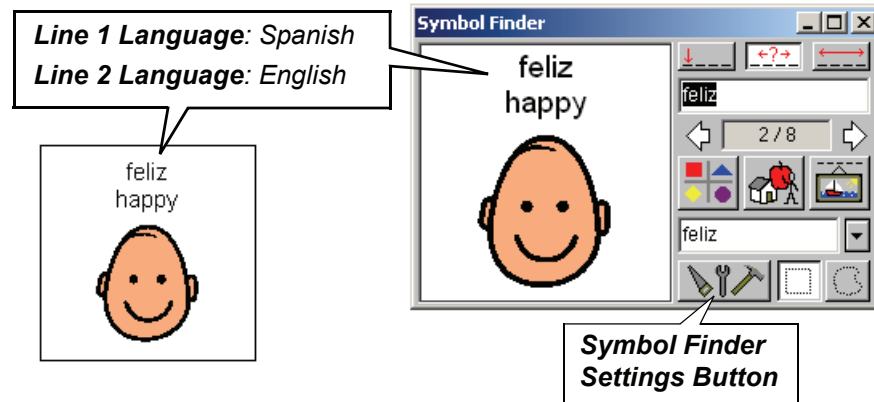 Line 1 Language: Spanish
Line 2 Language: English
feliz
happy
Symbol Finder
feliz
happy
←?→
feliz
2/8
feliz
Symbol Finder
Settings Button